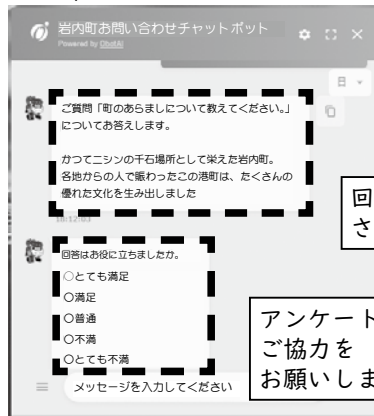 岩内町お問い合わせチャットボット
Powered by ObotAI
日
ご質問「町のあらましについて教えてください。」
についてお答えします。
かつてニシンの千石場所として栄えた岩内町。
各地からの人で賑わったこの港町は、たくさんの
優れた文化を生み出しました
回
さ
回答はお役に立ちましたか。
○とても満足
○満足
○普通
○不満
○とても不満
アンケート
ご協力を
お願いしま
メッセージを入力してください